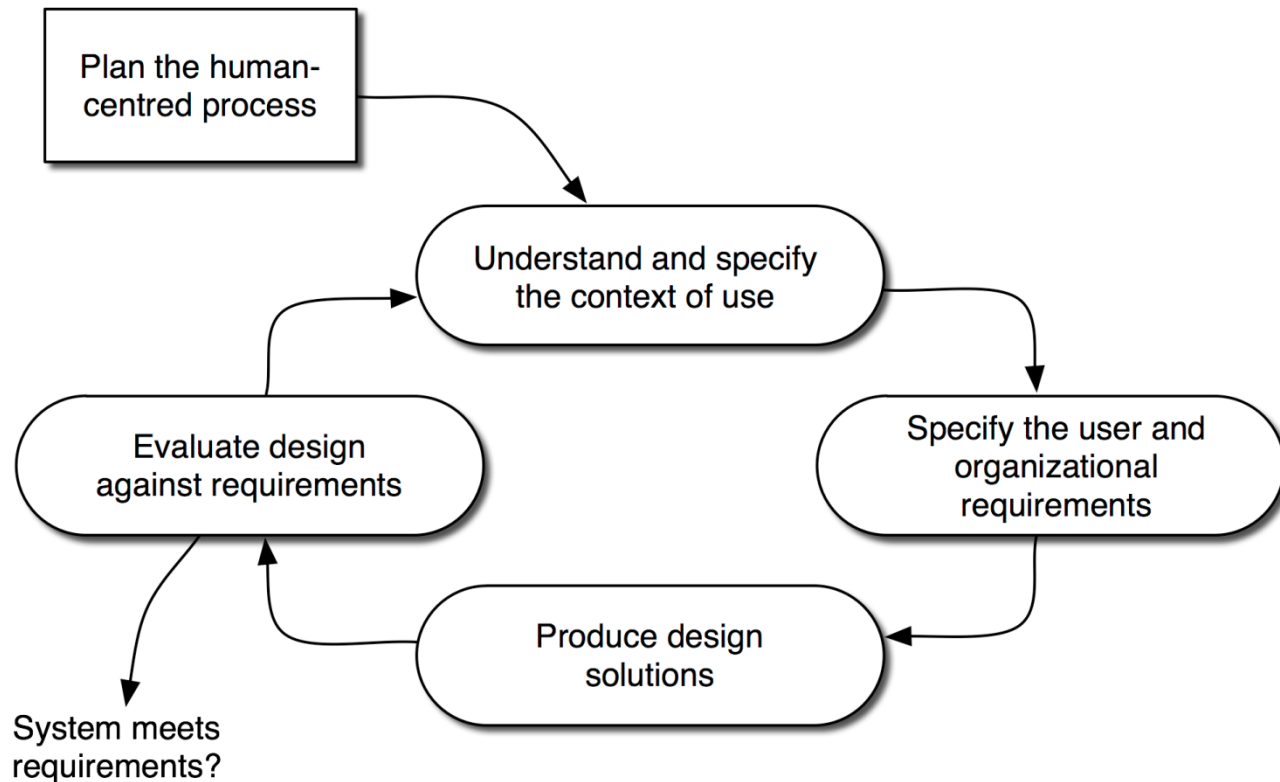 Plan the human-
centred process
Understand and specify
the context of use
Specify the user and
organizational
requirements
Produce design
solutions
Evaluate design
against requirements
System meets
requirements?